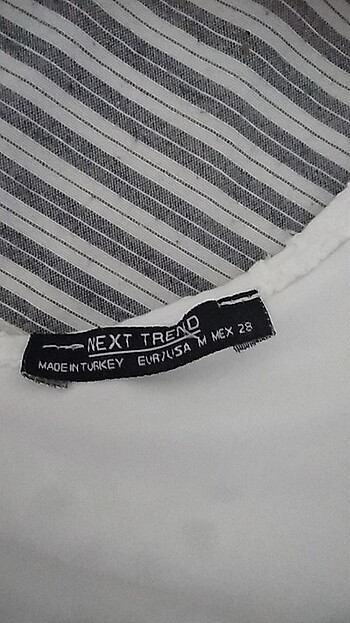 NEXT TREND
MADE IN TURKEY EUR/USA M MEX 28